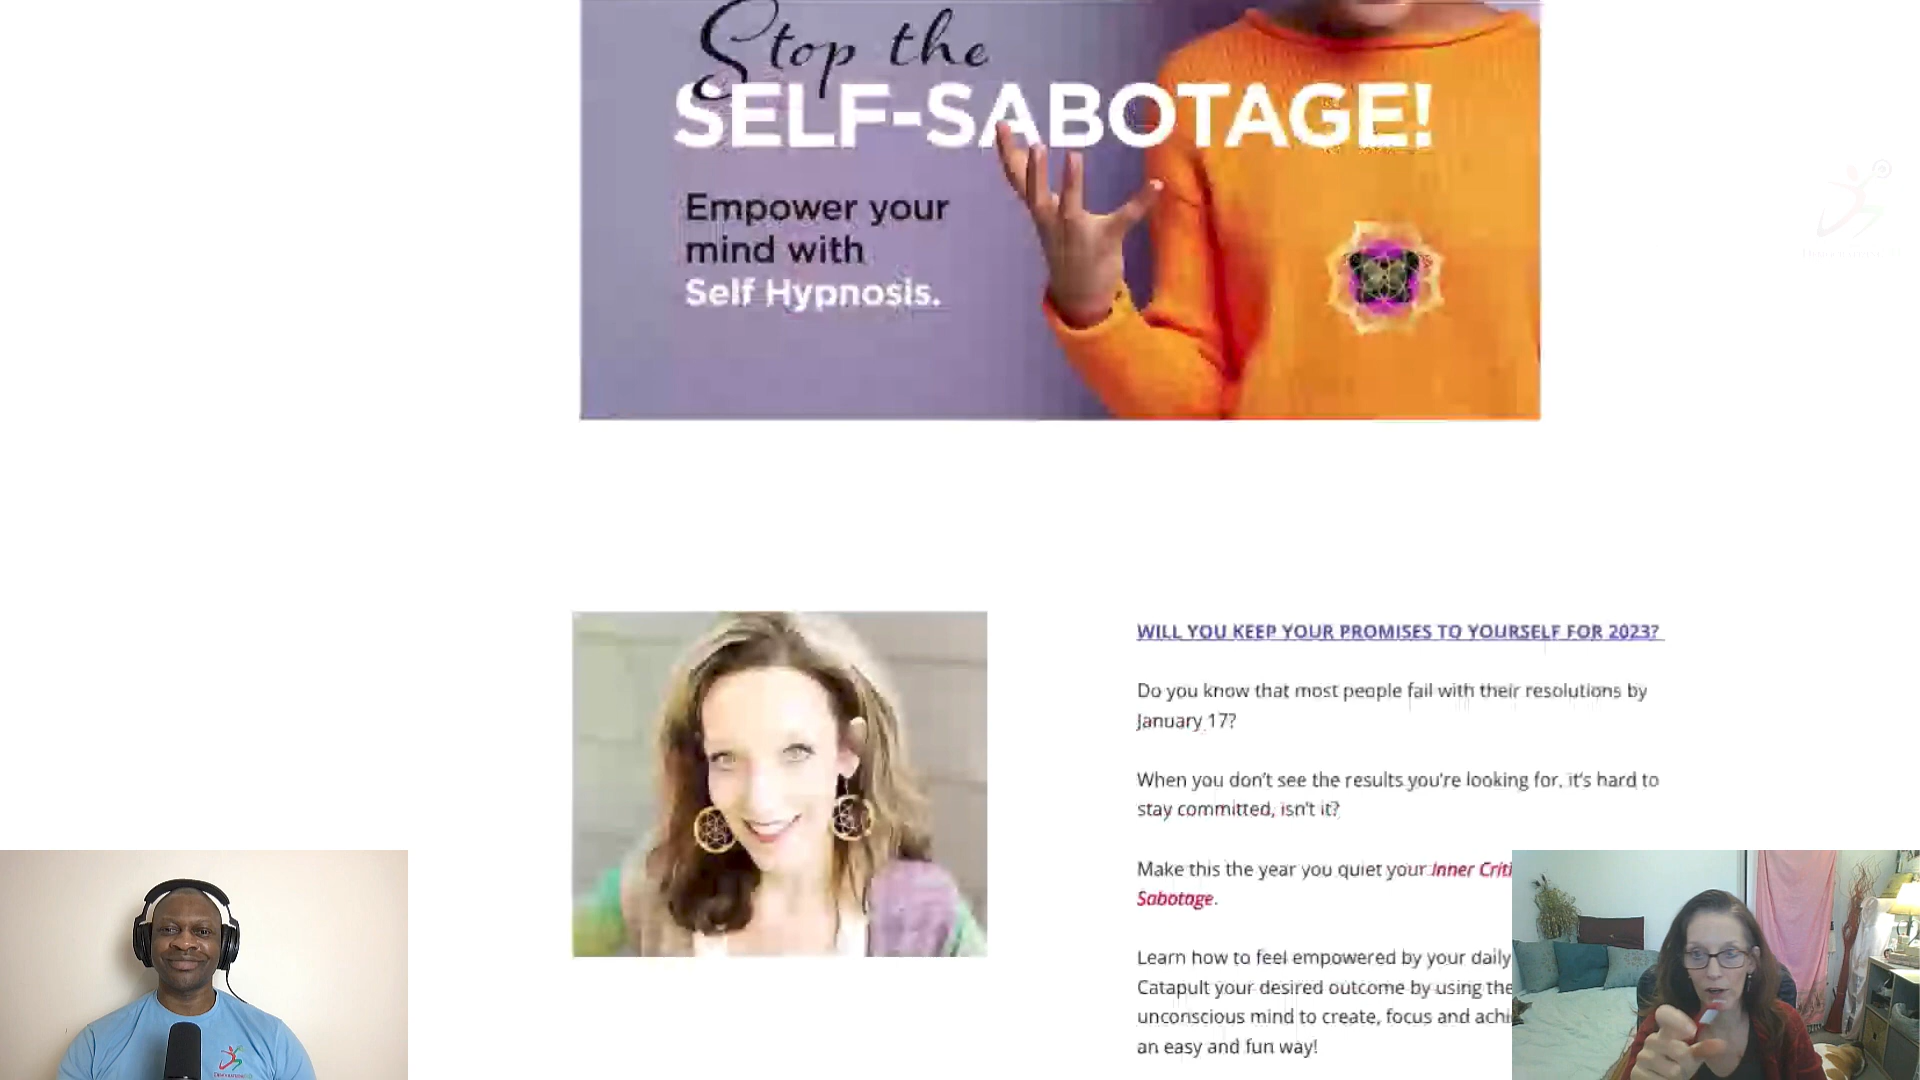 Stop the
SELF-SABOTAGE!
Empower your
mind with
Self Hypnosis.
WILL YOU KEEP YOUR PROMISES TO YOURSELF FOR 2023?
Do you know that most people fail with their resolutions by
January 17?
When you don't see the results you're looking for, it's hard to
stay committed, isn't it?
Make this the year you quiet your Inner Criti
Sabotage.
Learn how to feel empowered by your daily
Catapult your desired outcome by using the
unconscious mind to create, focus and achi
an easy and fun way!